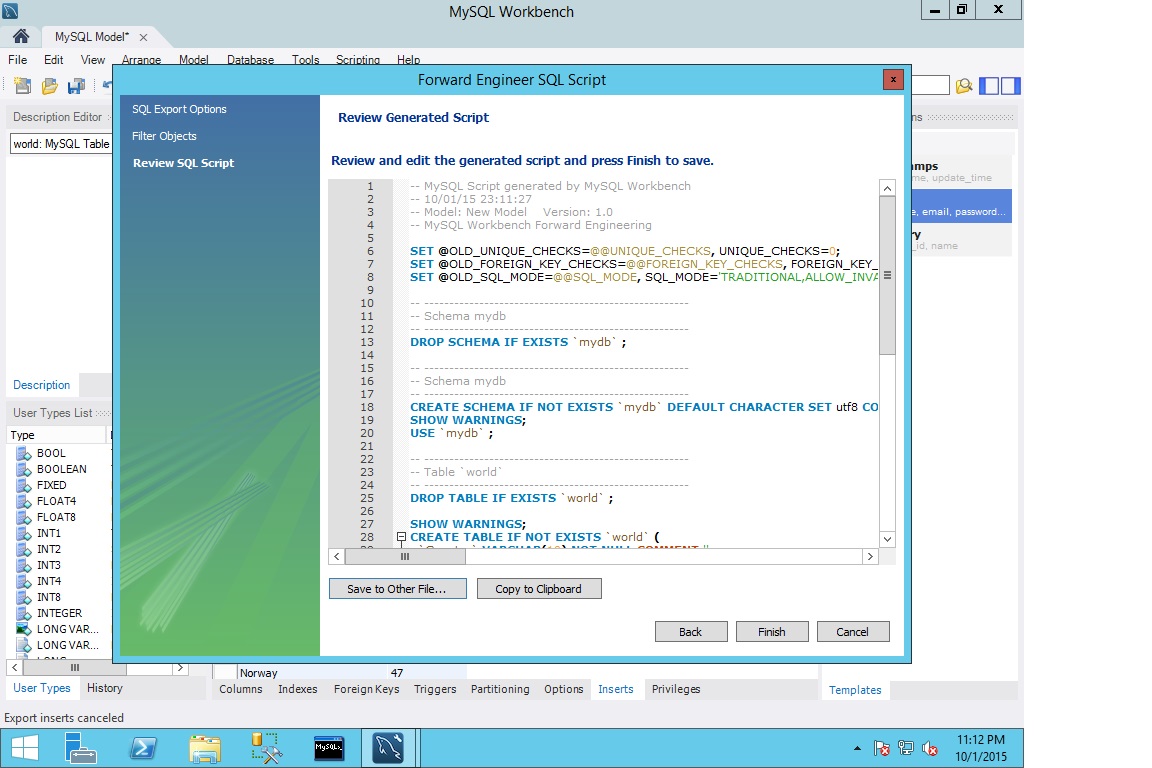 MySQL Workbench
MySQL Model*
File Edit View Arrange Model Database Tools Scripting Help
Forward Engineer SQL Script
Description Editor
world: MySQL Table
SQL Export Options
Filter Objects
Review SQL Script
Review Generated Script
Review and edit the generated script and press Finish to save.
1 -- MySQL Script generated by MySQL Workbench
2 -- 10/01/15 23:11:27
3 -- Model: New Model Version: 1.0
4 -- MySQL Workbench Forward Engineering
5
6 SET @OLD_UNIQUE_CHECKS=@@UNIQUE_CHECKS, UNIQUE_CHECKS=0;
7 SET @OLD_FOREIGN_KEY_CHECKS=@@FOREIGN_KEY_CHECKS, FOREIGN_KEY_
8 SET @OLD_SQL_MODE=@@SQL_MODE, SQL_MODE='TRADITIONAL,ALLOW_INVA
9
10 -- -----------------------------------------------------
11 -- Schema mydb
12 -- -----------------------------------------------------
13 DROP SCHEMA IF EXISTS `mydb` ;
14
15 -- -----------------------------------------------------
16 -- Schema mydb
17 -- -----------------------------------------------------
18 CREATE SCHEMA IF NOT EXISTS `mydb` DEFAULT CHARACTER SET utf8 CO
19 SHOW WARNINGS;
20 USE `mydb` ;
21
22 -- -----------------------------------------------------
23 -- Table `world`
24 -- -----------------------------------------------------
25 DROP TABLE IF EXISTS `world` ;
26
27 SHOW WARNINGS;
28 CREATE TABLE IF NOT EXISTS `world` (
Save to Other File...
Copy to Clipboard
Back
Finish
Cancel
ns
mps
me, update_time
e, email, password...
ry
_id, name
Description
User Types List
Type
BOOL
BOOLEAN
FIXED
FLOAT4
FLOAT8
INT1
INT2
INT3
INT4
INT8
INTEGER
LONG VAR...
LONG VAR...
Norway 47
User Types History
Columns Indexes Foreign Keys Triggers Partitioning Options Inserts Privileges
Templates
Export inserts canceled
MySQL>
11:12 PM
10/1/2015